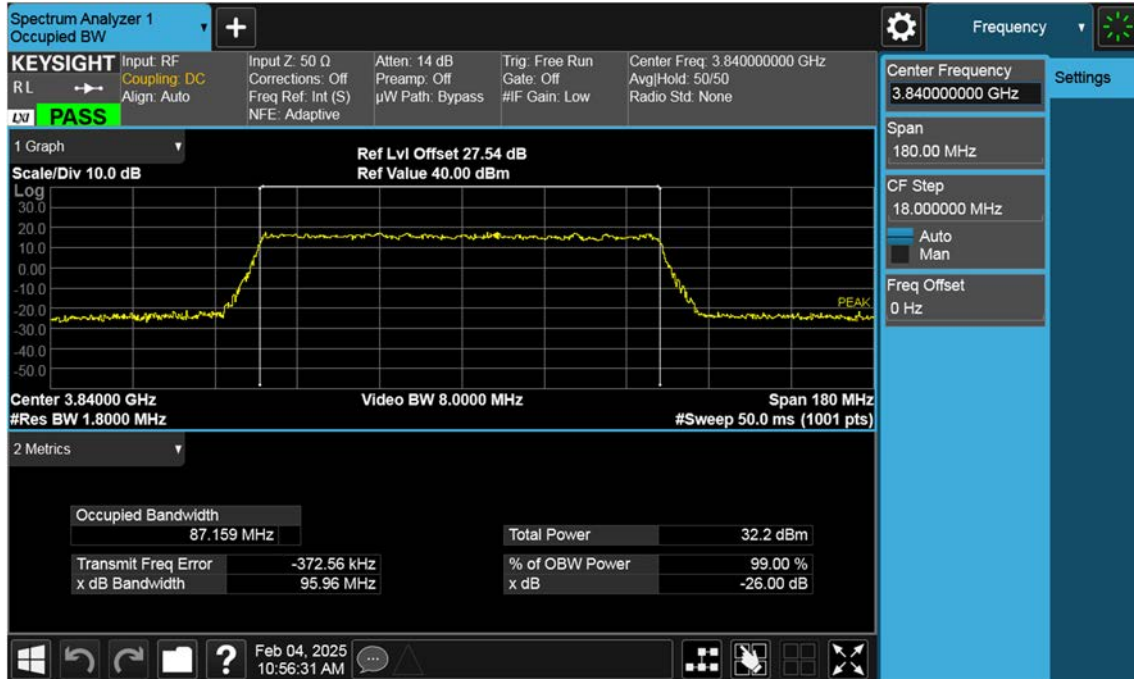 Spectrum Analyzer 1
Occupied BW
+
Frequency
KEYSIGHT
R L
LXI PASS
Input: RF
Coupling: DC
Align: Auto
Input Z: 50 Ω
Corrections: Off
Freq Ref: Int (S)
NFE: Adaptive
Atten: 14 dB
Preamp: Off
µW Path: Bypass
Trig: Free Run
Gate: Off
#IF Gain: Low
Center Freq: 3.840000000 GHz
Avg|Hold: 50/50
Radio Std: None
Center Frequency
3.840000000 GHz
Settings
Span
180.00 MHz
CF Step
18.000000 MHz
Auto
Man
Freq Offset
0 Hz
1 Graph
Scale/Div 10.0 dB
Ref Lvl Offset 27.54 dB
Ref Value 40.00 dBm
Log
30.0
20.0
10.0
0.00
-10.0
-20.0
-30.0
-40.0
-50.0
PEAK
Center 3.84000 GHz
#Res BW 1.8000 MHz
Video BW 8.0000 MHz
Span 180 MHz
#Sweep 50.0 ms (1001 pts)
2 Metrics
Occupied Bandwidth
87.159 MHz
Total Power 32.2 dBm
Transmit Freq Error -372.56 kHz
% of OBW Power 99.00 %
x dB Bandwidth 95.96 MHz
x dB -26.00 dB
?
Feb 04, 2025
10:56:31 AM